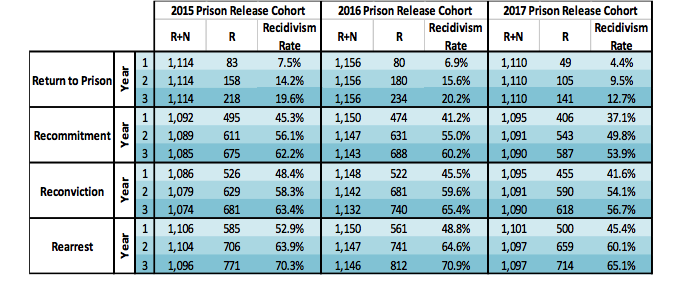 2015 Prison Release Cohort 2016 Prison Release Cohort 2017 Prison Release Cohort
R+N R Recidivism Rate R+N R Recidivism Rate R+N R Recidivism Rate
Return to Prison Year 1 1,114 83 7.5% 1,156 80 6.9% 1,110 49 4.4%
2 1,114 158 14.2% 1,156 180 15.6% 1,110 105 9.5%
3 1,114 218 19.6% 1,156 234 20.2% 1,110 141 12.7%
Recommitment Year 1 1,092 495 45.3% 1,150 474 41.2% 1,095 406 37.1%
2 1,089 611 56.1% 1,147 631 55.0% 1,091 543 49.8%
3 1,085 675 62.2% 1,143 688 60.2% 1,090 587 53.9%
Reconviction Year 1 1,086 526 48.4% 1,148 522 45.5% 1,095 455 41.6%
2 1,079 629 58.3% 1,142 681 59.6% 1,091 590 54.1%
3 1,074 681 63.4% 1,132 740 65.4% 1,090 618 56.7%
Rearrest Year 1 1,106 585 52.9% 1,150 561 48.8% 1,101 500 45.4%
2 1,104 706 63.9% 1,147 741 64.6% 1,097 659 60.1%
3 1,096 771 70.3% 1,146 812 70.9% 1,097 714 65.1%